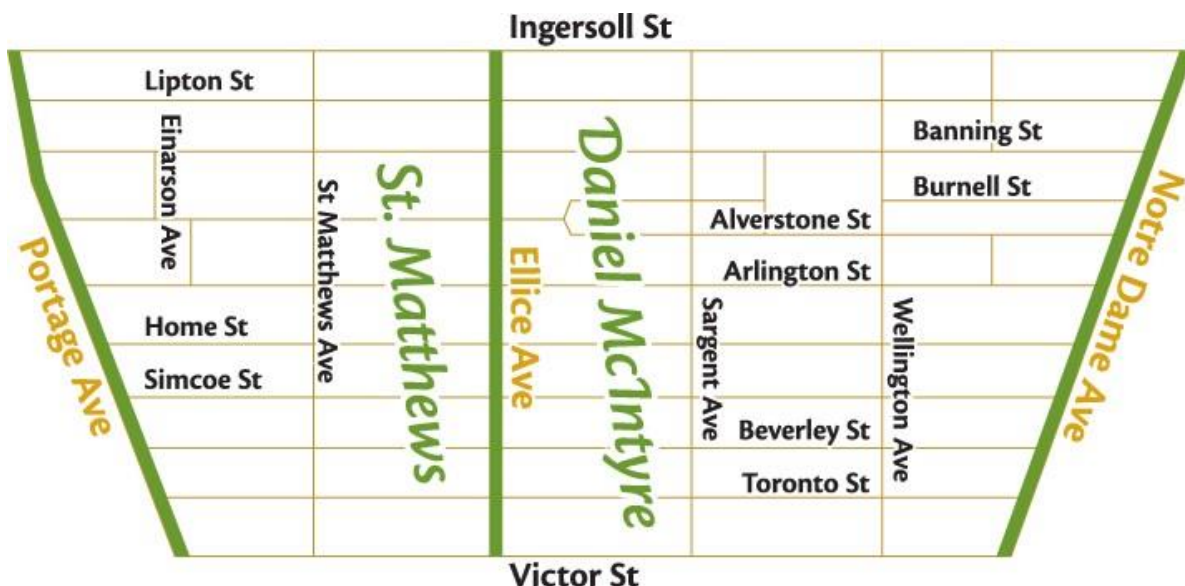 Ingersoll St
Lipton St
Banning St
Einarson Ave
Burnell St
St Matthews Ave
St. Matthews
Daniel McIntyre
Alverstone St
Notre Dame Ave
Portage Ave
Ellice Ave
Arlington St
Home St
Sargent Ave
Wellington Ave
Simcoe St
Beverley St
Toronto St
Victor St